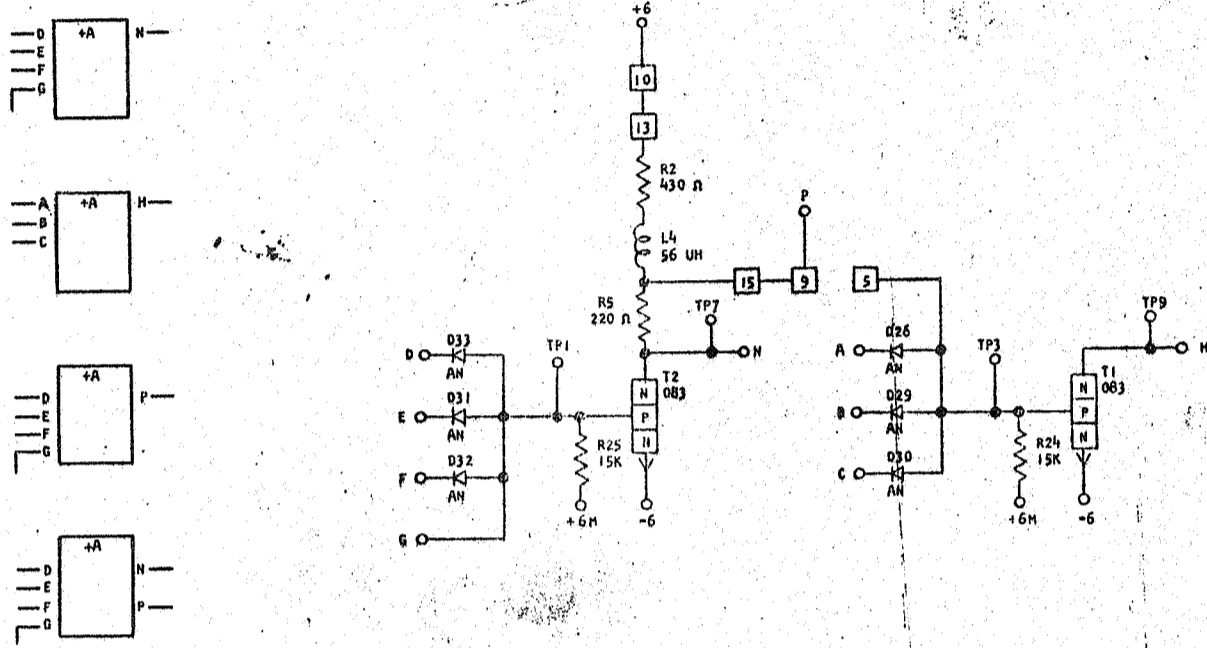 +A
D
E
F
G
N
+A
A
B
C
H
+A
D
E
F
G
P
+A
D
E
F
G
N
P
+6
10
13
R2
430 Ω
L4
56 UH
15
9
P
R5
220 Ω
TP7
N
T2
083
N
P
N
-6
D
D33
AN
E
D31
AN
F
D32
AN
G
TP1
R25
15K
+6M
5
A
D26
AN
B
D29
AN
C
D30
AN
TP3
R24
15K
+6M
TP9
H
T1
083
N
P
N
-6